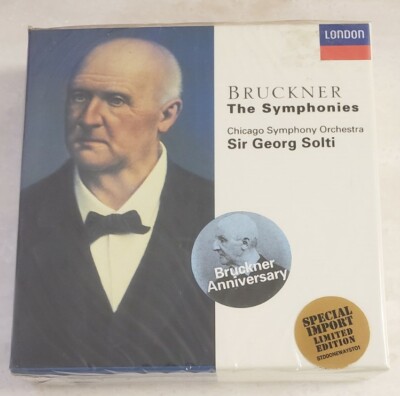 LONDON
BRUCKNER
The Symphonies
Chicago Symphony Orchestra
Sir Georg Solti
Bruckner
Anniversary
SPECIAL
IMPORT
LIMITED
EDITION